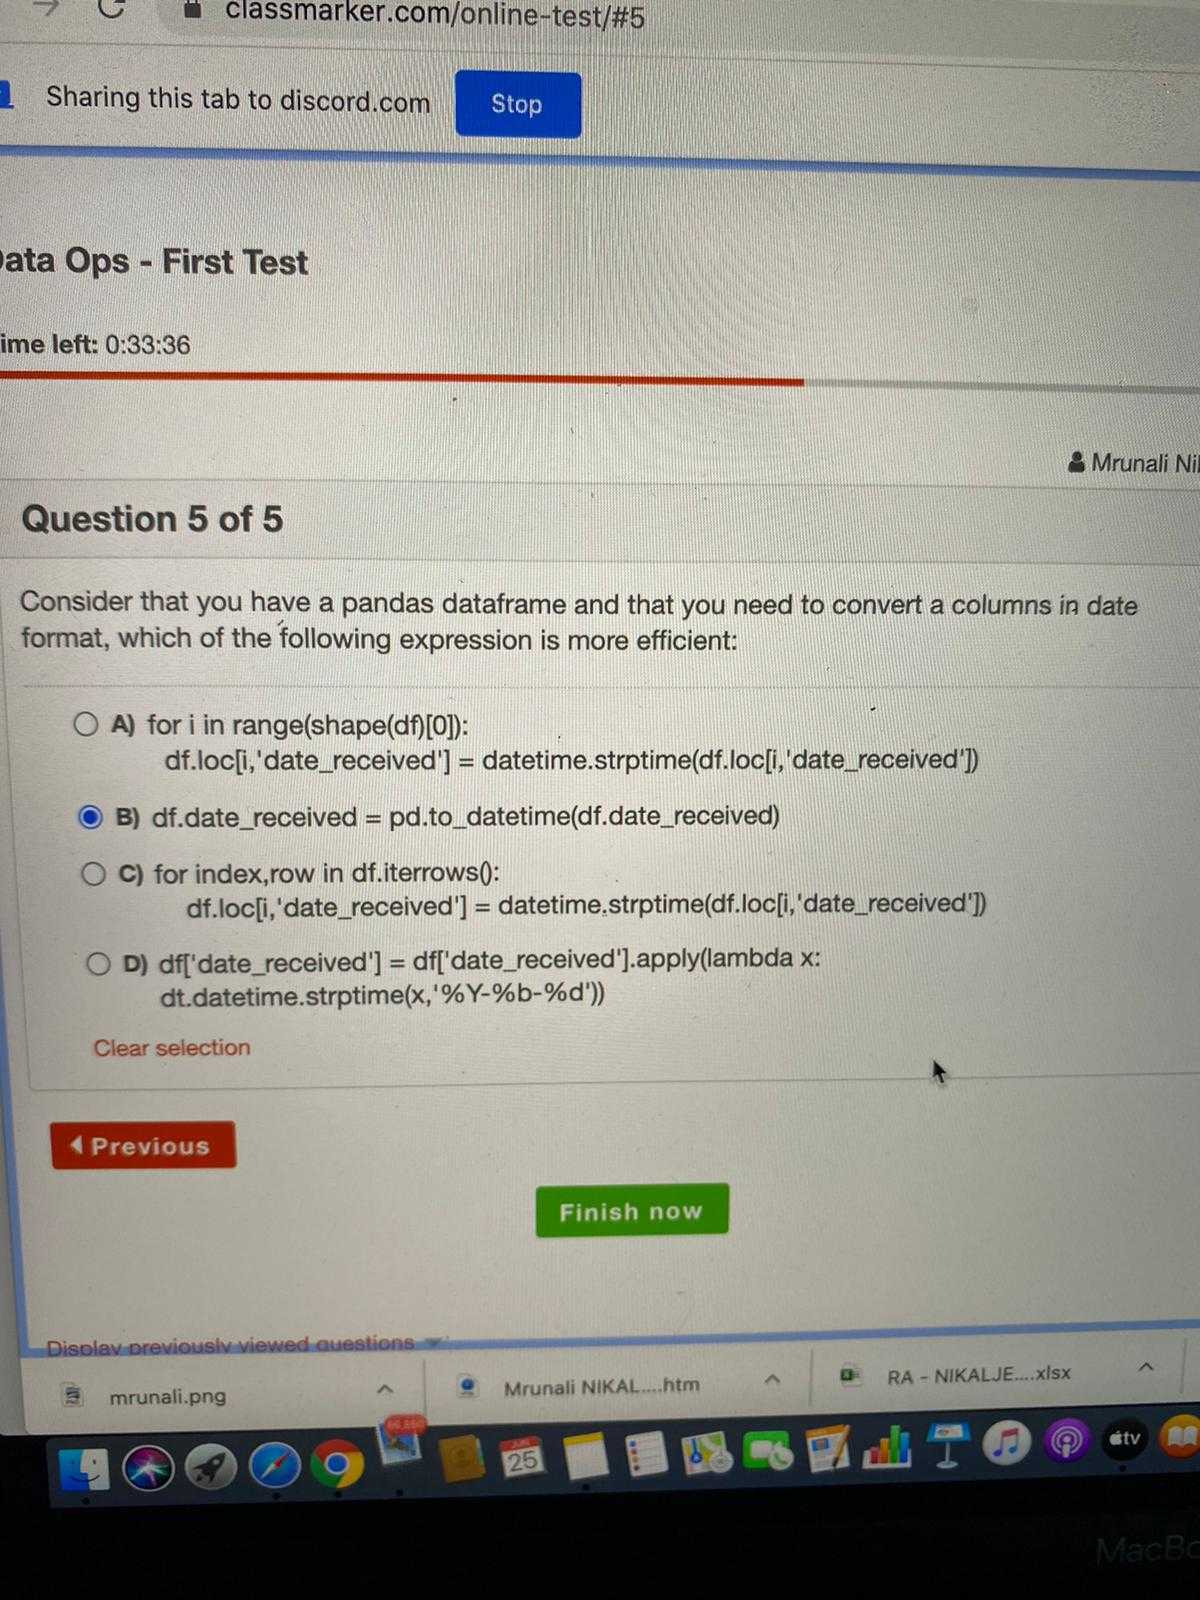 classmarker.com/online-test/#5
Sharing this tab to discord.com Stop
ata Ops - First Test
ime left: 0:33:36
Mrunali Ni
Question 5 of 5
Consider that you have a pandas dataframe and that you need to convert a columns in date
format, which of the following expression is more efficient:
A) for i in range(shape(df)[0]):
df.loc[i,'date_received'] = datetime.strptime(df.loc[i,'date_received'])
B) df.date_received = pd.to_datetime(df.date_received)
C) for index,row in df.iterrows():
df.loc[i,'date_received'] = datetime.strptime(df.loc[i,'date_received'])
D) df['date_received'] = df['date_received'].apply(lambda x:
dt.datetime.strptime(x,'%Y-%b-%d'))
Clear selection
Previous
Finish now
Display previously viewed questions
mrunali.png
Mrunali NIKAL....htm
RA - NIKALJE....xlsx
25
tv
MacBo